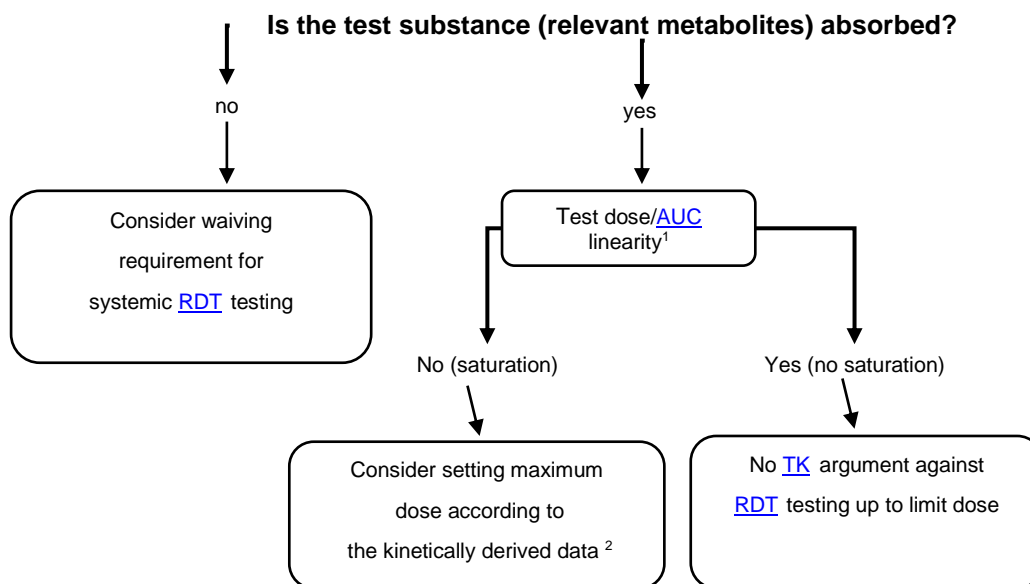 Is the test substance (relevant metabolites) absorbed?
no
yes
Consider waiving
requirement for
systemic RDT testing
Test dose/AUC
linearity1
No (saturation)
Yes (no saturation)
Consider setting maximum
dose according to
the kinetically derived data 2
No TK argument against
RDT testing up to limit dose